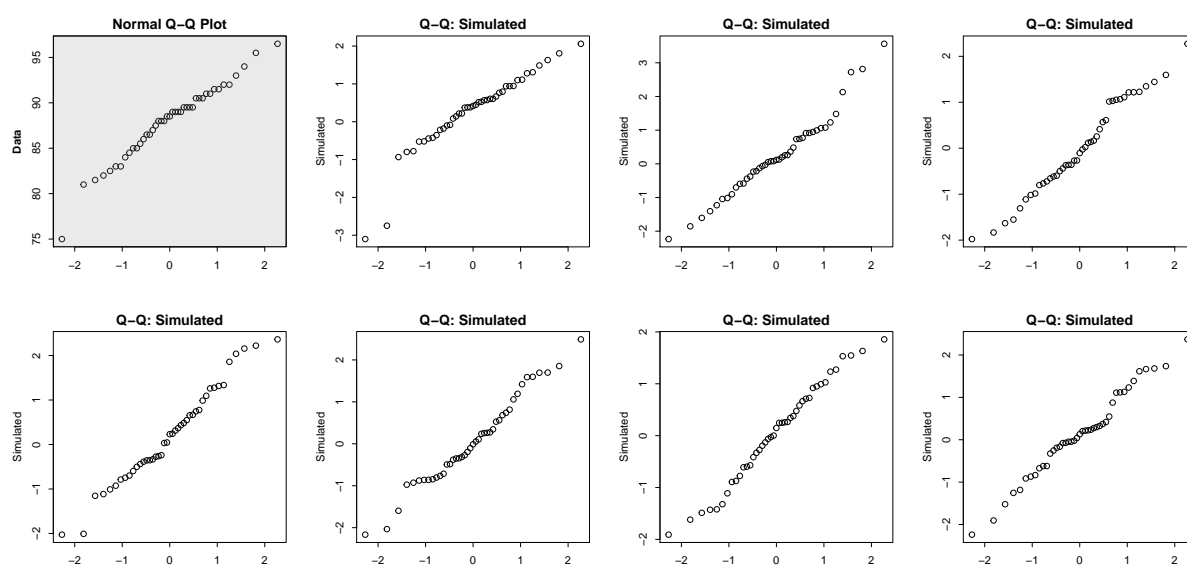 Normal Q−Q Plot
Data
75 80 85 90 95
−2 −1 0 1 2
Q−Q: Simulated
Simulated
−3 −2 −1 0 1 2
−2 −1 0 1 2
Q−Q: Simulated
Simulated
−2 −1 0 1 2 3
−2 −1 0 1 2
Q−Q: Simulated
Simulated
−2 −1 0 1 2
−2 −1 0 1 2
Q−Q: Simulated
Simulated
−2 −1 0 1 2
−2 −1 0 1 2
Q−Q: Simulated
Simulated
−2 −1 0 1 2
−2 −1 0 1 2
Q−Q: Simulated
Simulated
−2 −1 0 1 2
−2 −1 0 1 2
Q−Q: Simulated
Simulated
−2 −1 0 1 2
−2 −1 0 1 2